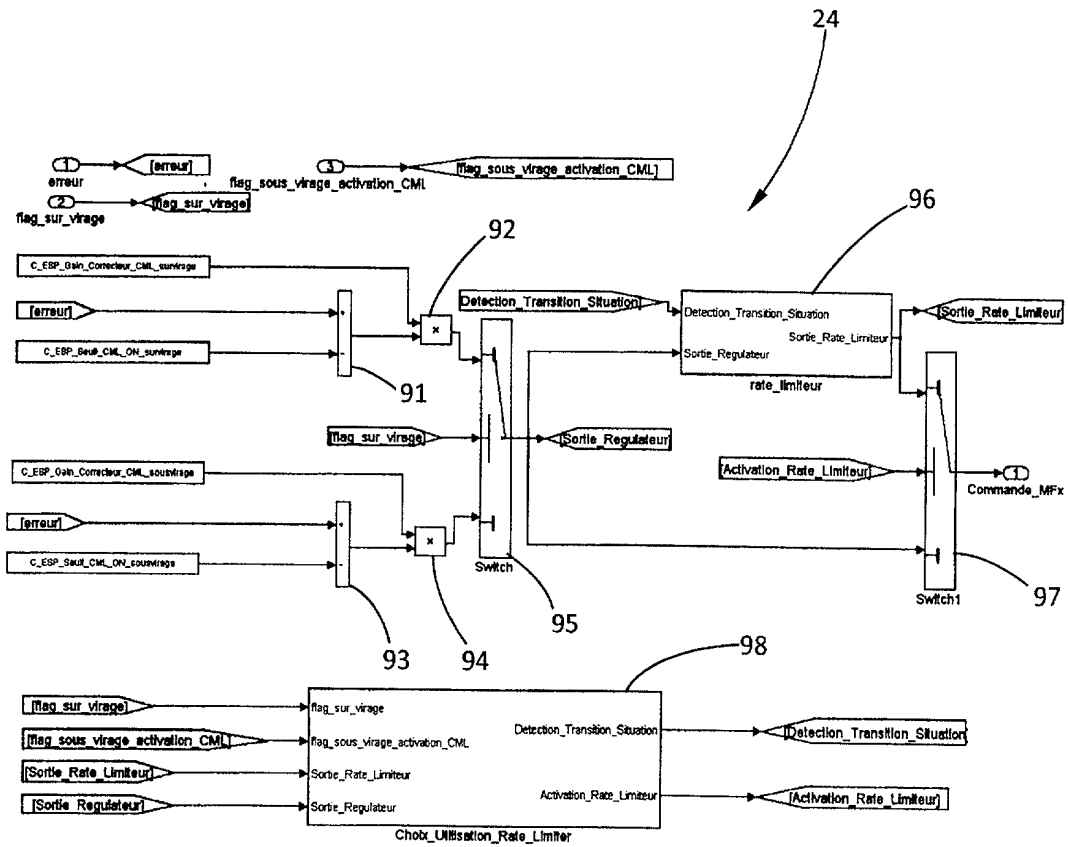 24
1
[erreur]
erreur
3
[flag_sous_virage_activation_CML]
flag_sous_virage_activation_CML
2
[flag_sur_virage]
flag_sur_virage
92
96
C_ESP_Gain_Correcteur_CML_survirage
[erreur]
C_ESP_Seuil_CML_ON_survirage
+
-
×
91
Detection_Transition_Situation]
Detection_Transition_Situation
Sortie_Regulateur
Sortie_Rate_Limiteur
rate_limiteur
[Sortie_Rate_Limiteur]
[flag_sur_virage]
[Sortie_Regulateur]
[Activation_Rate_Limiteur]
1
Commande_MFx
C_ESP_Gain_Correcteur_CML_sousvirage
[erreur]
C_ESP_Seuil_CML_ON_sousvirage
+
-
×
Switch
Switch1
93
94
95
97
98
[flag_sur_virage]
[flag_sous_virage_activation_CML]
[Sortie_Rate_Limiteur]
[Sortie_Regulateur]
flag_sur_virage
flag_sous_virage_activation_CML
Sortie_Rate_Limiteur
Sortie_Regulateur
Detection_Transition_Situation
Activation_Rate_Limiteur
[Detection_Transition_Situation
[Activation_Rate_Limiteur]
Choix_Utilisation_Rate_Limiter